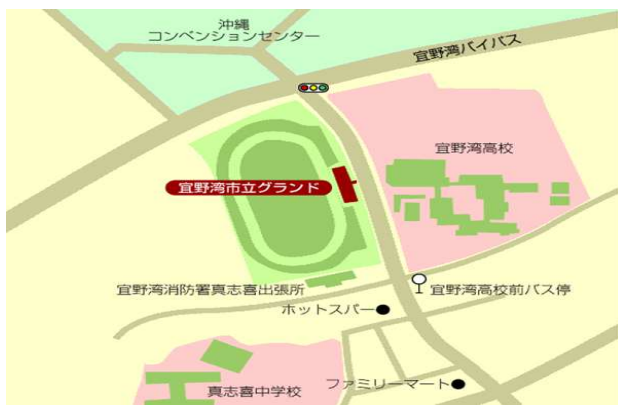 沖縄
コンベンションセンター
宜野湾バイパス
宜野湾高校
宜野湾市立グランド
宜野湾消防署真志喜出張所
宜野湾高校前バス停
ホットスパー
ファミリーマート
真志喜中学校